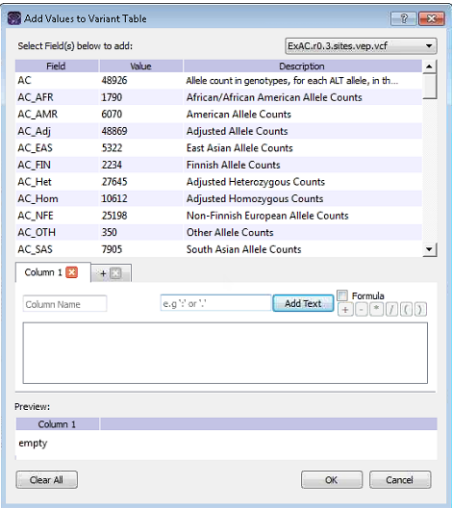 Add Values to Variant Table
Select Field(s) below to add: ExAC.r0.3.sites.vep.vcf
Field Value Description
AC 48926 Allele count in genotypes, for each ALT allele, in th...
AC_AFR 1790 African/African American Allele Counts
AC_AMR 6070 American Allele Counts
AC_Adj 48869 Adjusted Allele Counts
AC_EAS 5322 East Asian Allele Counts
AC_FIN 2234 Finnish Allele Counts
AC_Het 27645 Adjusted Heterozygous Counts
AC_Hom 10612 Adjusted Homozygous Counts
AC_NFE 25198 Non-Finnish European Allele Counts
AC_OTH 350 Other Allele Counts
AC_SAS 7905 South Asian Allele Counts
Column 1 +
Column Name e.g ':' or '.' Add Text Formula
+ - * / ( )
Preview:
Column 1
empty
Clear All OK Cancel